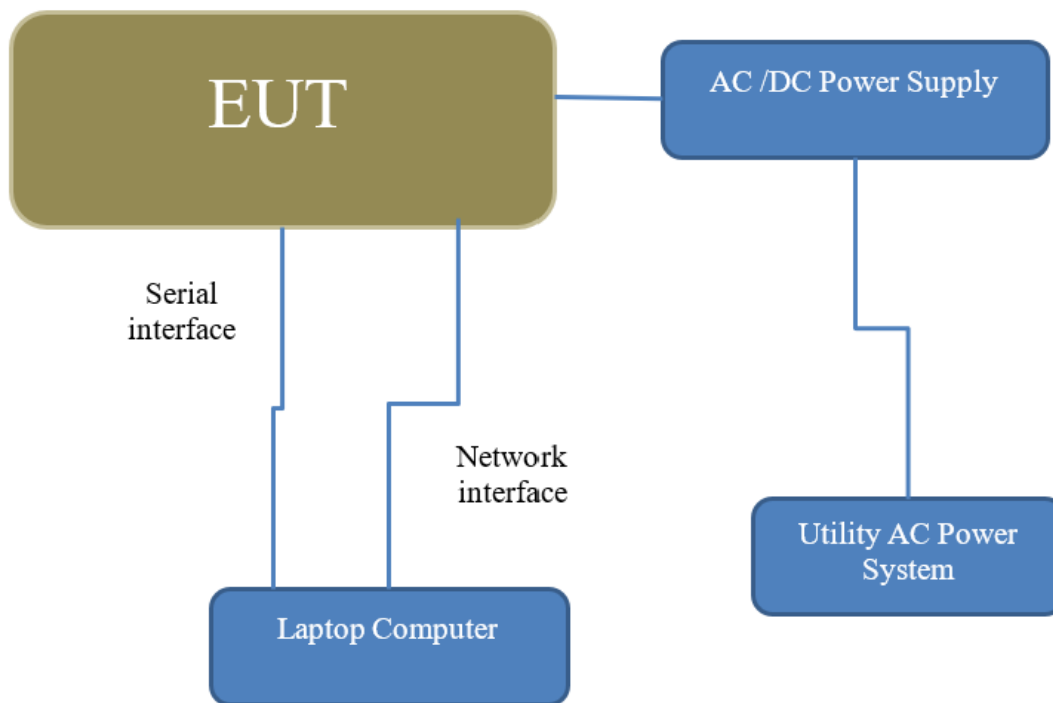 EUT
AC /DC Power Supply
Serial
interface
Network
interface
Utility AC Power
System
Laptop Computer